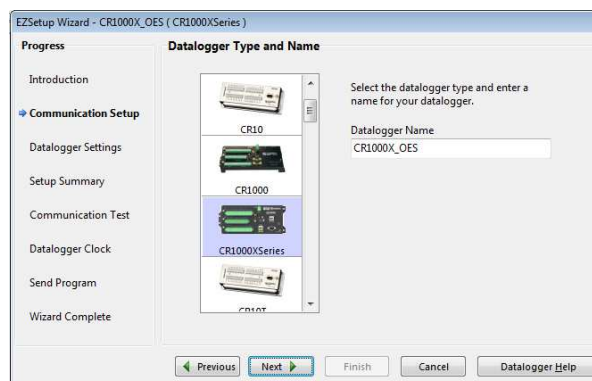 EZSetup Wizard - CR1000X_OES ( CR1000XSeries )
Progress
Introduction
Communication Setup
Datalogger Settings
Setup Summary
Communication Test
Datalogger Clock
Send Program
Wizard Complete
Datalogger Type and Name
CR10
CR1000
CR1000XSeries
CR10T
Select the datalogger type and enter a
name for your datalogger.
Datalogger Name
CR1000X_OES
Previous
Next
Finish
Cancel
Datalogger Help